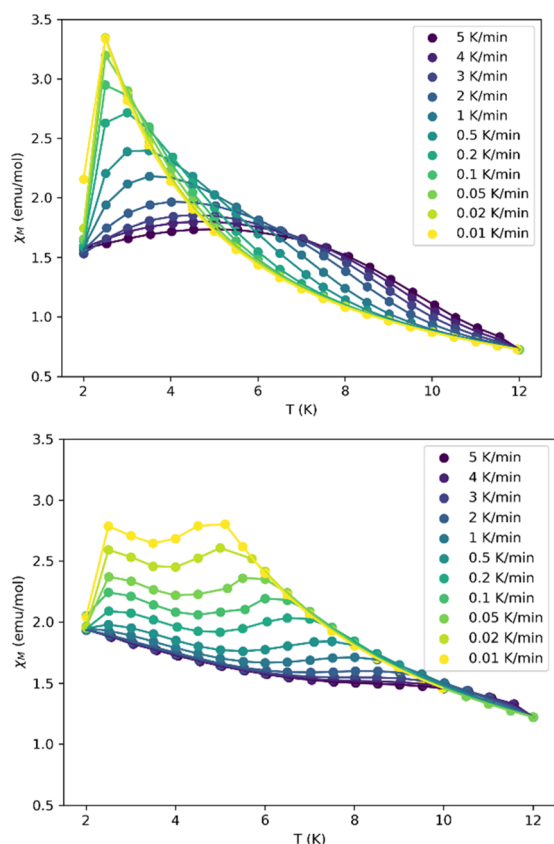 3.5
3.0
2.5
2.0
1.5
1.0
0.5
χM (emu/mol)
2 4 6 8 10 12
T (K)
5 K/min
4 K/min
3 K/min
2 K/min
1 K/min
0.5 K/min
0.2 K/min
0.1 K/min
0.05 K/min
0.02 K/min
0.01 K/min
3.5
3.0
2.5
2.0
1.5
1.0
0.5
χM (emu/mol)
2 4 6 8 10 12
T (K)
5 K/min
4 K/min
3 K/min
2 K/min
1 K/min
0.5 K/min
0.2 K/min
0.1 K/min
0.05 K/min
0.02 K/min
0.01 K/min